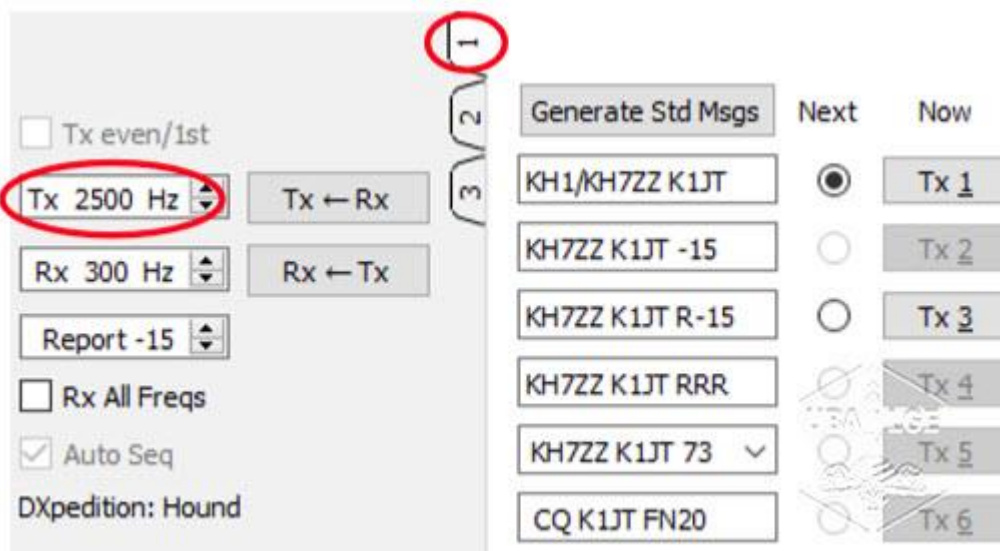 1
2
3
Tx even/1st
Tx 2500 Hz
Tx ← Rx
Rx 300 Hz
Rx ← Tx
Report -15
Rx All Freqs
Auto Seq
DXpedition: Hound
Generate Std Msgs Next Now
KH1/KH7ZZ K1JT Tx 1
KH7ZZ K1JT -15 Tx 2
KH7ZZ K1JT R-15 Tx 3
KH7ZZ K1JT RRR Tx 4
KH7ZZ K1JT 73 Tx 5
CQ K1JT FN20 Tx 6